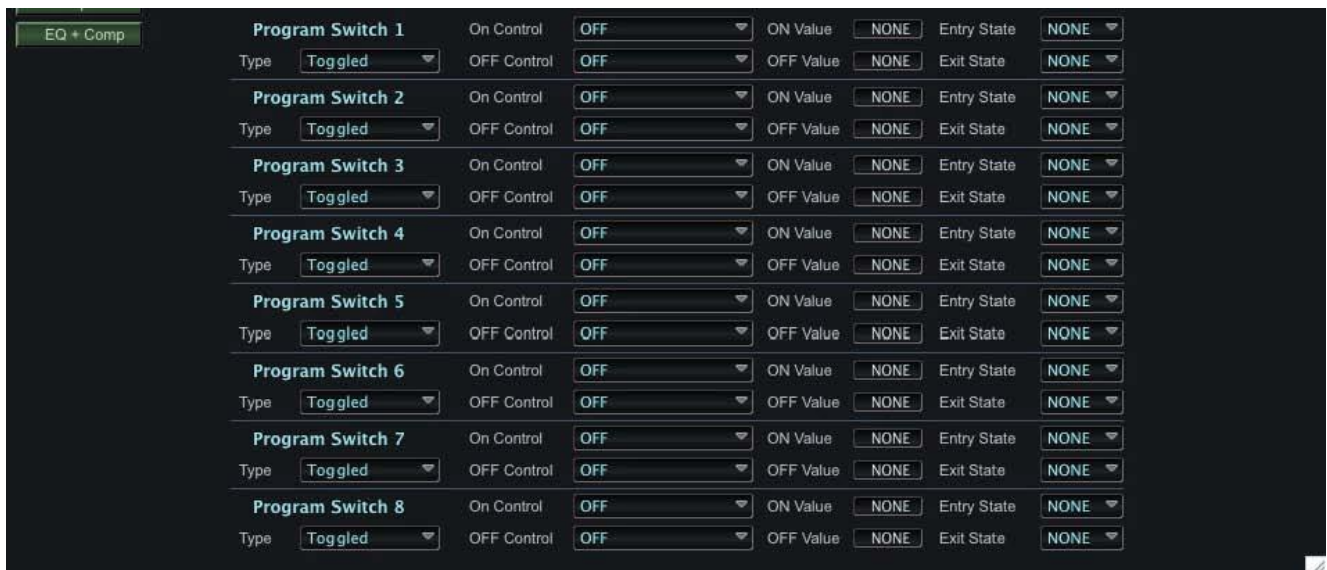 EQ + Comp
Program Switch 1 On Control OFF ON Value NONE Entry State NONE
Type Toggled OFF Control OFF OFF Value NONE Exit State NONE
Program Switch 2 On Control OFF ON Value NONE Entry State NONE
Type Toggled OFF Control OFF OFF Value NONE Exit State NONE
Program Switch 3 On Control OFF ON Value NONE Entry State NONE
Type Toggled OFF Control OFF OFF Value NONE Exit State NONE
Program Switch 4 On Control OFF ON Value NONE Entry State NONE
Type Toggled OFF Control OFF OFF Value NONE Exit State NONE
Program Switch 5 On Control OFF ON Value NONE Entry State NONE
Type Toggled OFF Control OFF OFF Value NONE Exit State NONE
Program Switch 6 On Control OFF ON Value NONE Entry State NONE
Type Toggled OFF Control OFF OFF Value NONE Exit State NONE
Program Switch 7 On Control OFF ON Value NONE Entry State NONE
Type Toggled OFF Control OFF OFF Value NONE Exit State NONE
Program Switch 8 On Control OFF ON Value NONE Entry State NONE
Type Toggled OFF Control OFF OFF Value NONE Exit State NONE